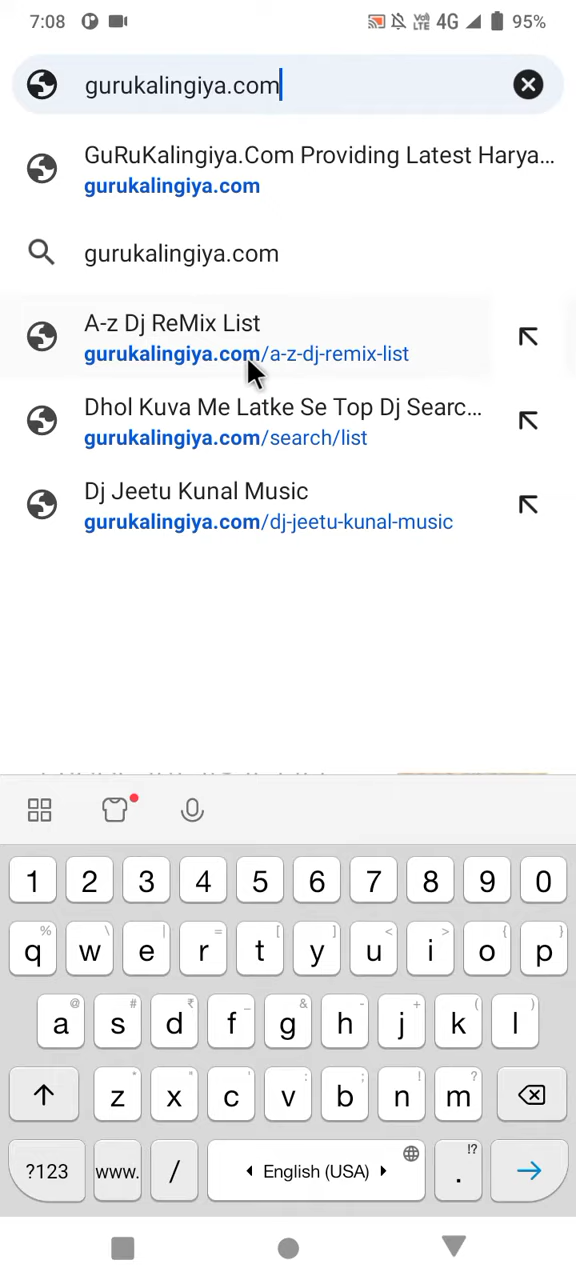 7:08 4G 95%
gurukalingiya.com
GuRuKalingiya.Com Providing Latest Harya...
gurukalingiya.com
gurukalingiya.com
A-z Dj ReMix List
gurukalingiya.com/a-z-dj-remix-list
Dhol Kuva Me Latke Se Top Dj Searc...
gurukalingiya.com/search/list
Dj Jeetu Kunal Music
gurukalingiya.com/dj-jeetu-kunal-music
1 2 3 4 5 6 7 8 9 0
% \ | = [ ] < > { }
q w e r t y u i o p
@ # ₹ _ & - + ( )
a s d f g h j k l
* " ' : ; ! ?
z x c v b n m
?123 www. / English (USA) . !?